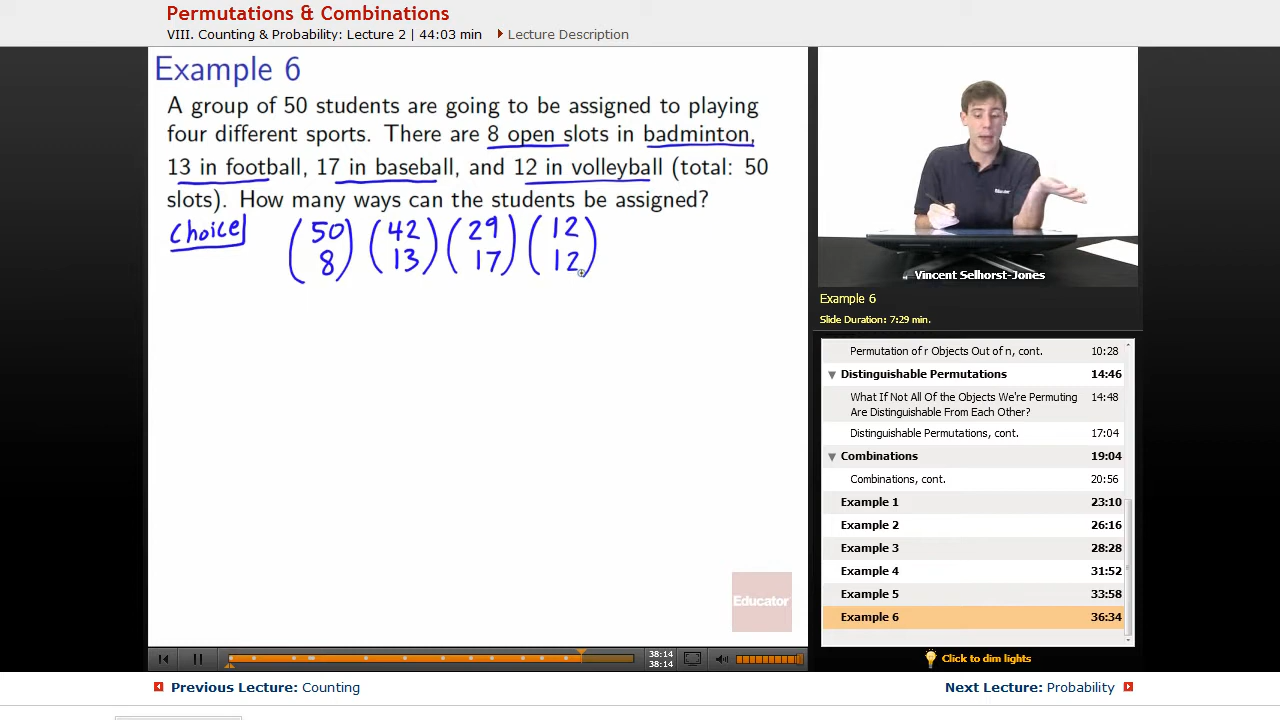 Permutations & Combinations
VIII. Counting & Probability: Lecture 2 | 44:03 min
Lecture Description
Example 6
A group of 50 students are going to be assigned to playing
four different sports. There are 8 open slots in badminton,
13 in football, 17 in baseball, and 12 in volleyball (total: 50
slots). How many ways can the students be assigned?
Choice
(50 8) (42 13) (29 17) (12 12)
Educator
Educator
Vincent Selhorst-Jones
Example 6
Slide Duration: 7:29 min.
Permutation of r Objects Out of n, cont. 10:28
Distinguishable Permutations 14:46
What If Not All Of the Objects We're Permuting
Are Distinguishable From Each Other? 14:48
Distinguishable Permutations, cont. 17:04
Combinations 19:04
Combinations, cont. 20:56
Example 1 23:10
Example 2 26:16
Example 3 28:28
Example 4 31:52
Example 5 33:58
Example 6 36:34
38:14
38:14
Click to dim lights
Previous Lecture: Counting
Next Lecture: Probability